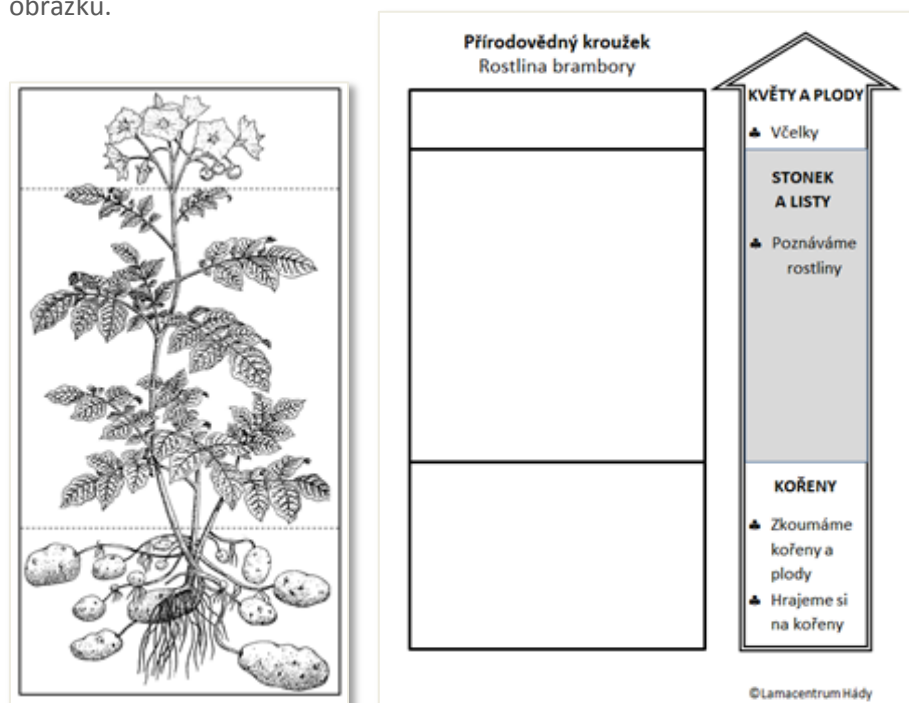 obrázku.
Přírodovědný kroužek
Rostlina brambory
KVĚTY A PLODY
♣ Včelky
STONEK
A LISTY
♣ Poznáváme
rostliny
KOŘENY
♣ Zkoumáme
kořeny a
plody
♣ Hrajeme si
na kořeny
©Lamacentrum Hády